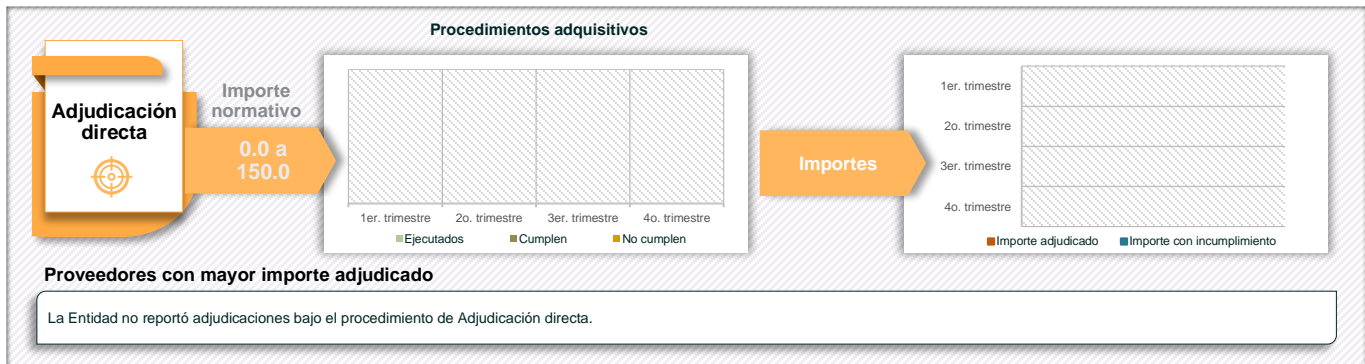 Procedimientos adquisitivos
Adjudicación
directa
Importe
normativo
0.0 a
150.0
1er. trimestre
2o. trimestre
3er. trimestre
4o. trimestre
Ejecutados
Cumplen
No cumplen
Importes
1er. trimestre
2o. trimestre
3er. trimestre
4o. trimestre
Importe adjudicado
Importe con incumplimiento
Proveedores con mayor importe adjudicado
La Entidad no reportó adjudicaciones bajo el procedimiento de Adjudicación directa.